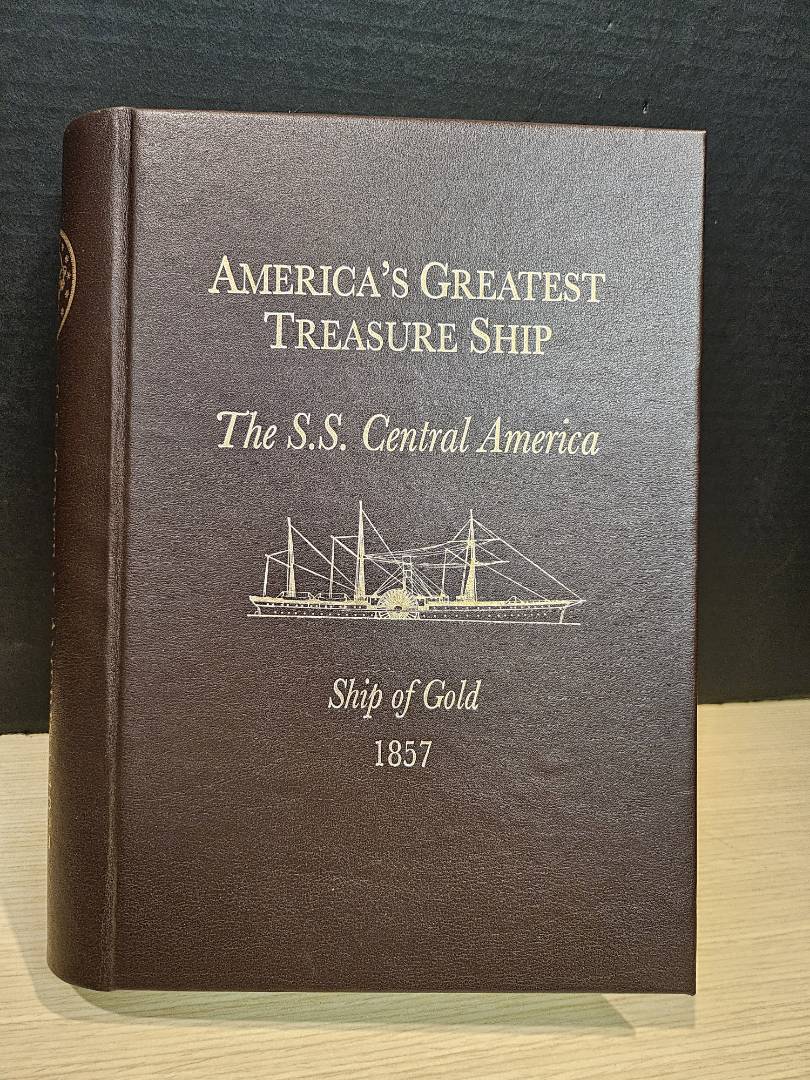 AMERICA'S GREATEST
TREASURE SHIP
The S.S. Central America
Ship of Gold
1857